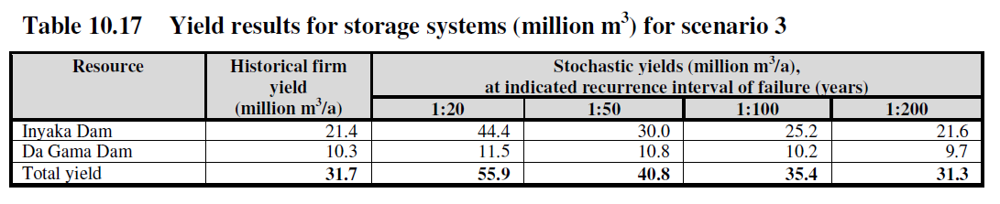 Table 10.17 Yield results for storage systems (million m³) for scenario 3
Resource Historical firm Stochastic yields (million m³/a),
yield at indicated recurrence interval of failure (years)
(million m³/a) 1:20 1:50 1:100 1:200
Inyaka Dam 21.4 44.4 30.0 25.2 21.6
Da Gama Dam 10.3 11.5 10.8 10.2 9.7
Total yield 31.7 55.9 40.8 35.4 31.3